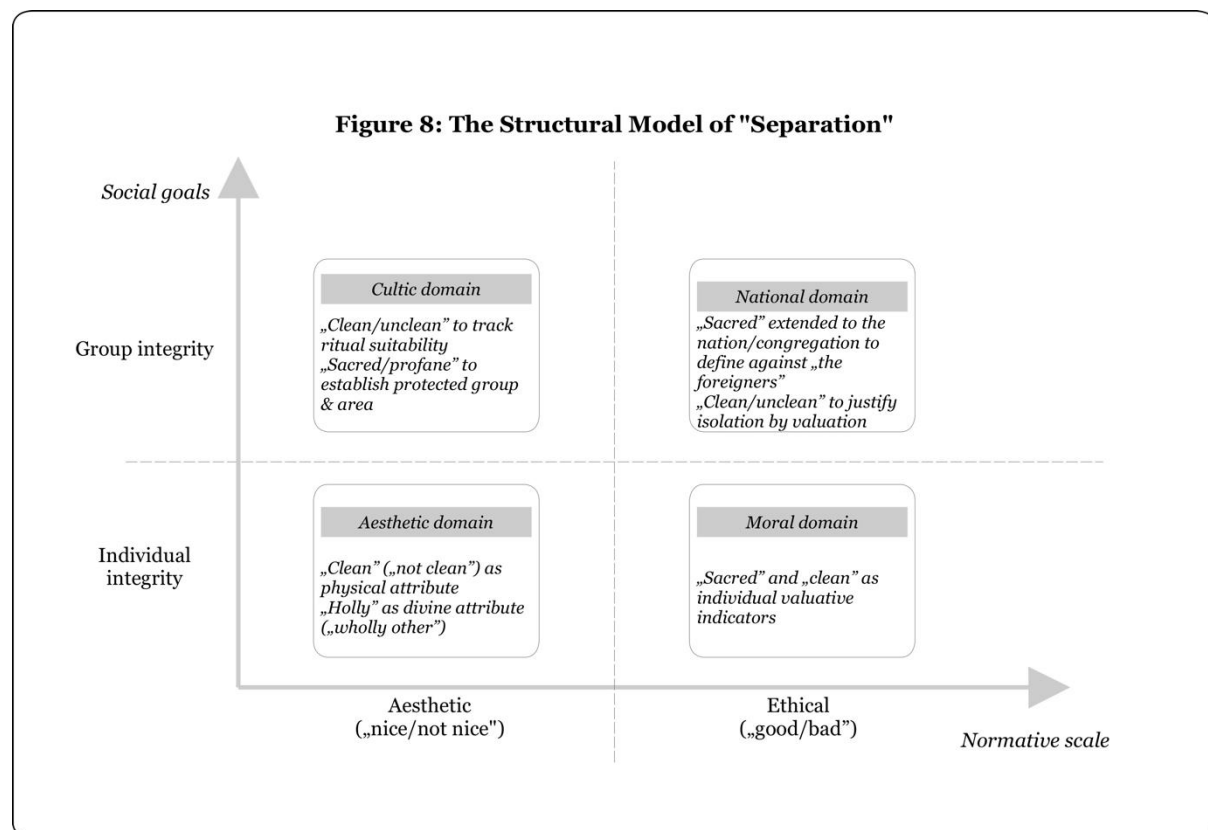 Figure 8: The Structural Model of "Separation"
Social goals
Group integrity
Cultic domain
„Clean/unclean” to track
ritual suitability
„Sacred/profane” to
establish protected group
& area
National domain
„Sacred” extended to the
nation/congregation to
define against „the
foreigners”
„Clean/unclean” to justify
isolation by valuation
Individual
integrity
Aesthetic domain
„Clean” („not clean”) as
physical attribute
„Holly” as divine attribute
(„wholly other”)
Moral domain
„Sacred” and „clean” as
individual valuative
indicators
Aesthetic
(„nice/not nice")
Ethical
(„good/bad”)
Normative scale